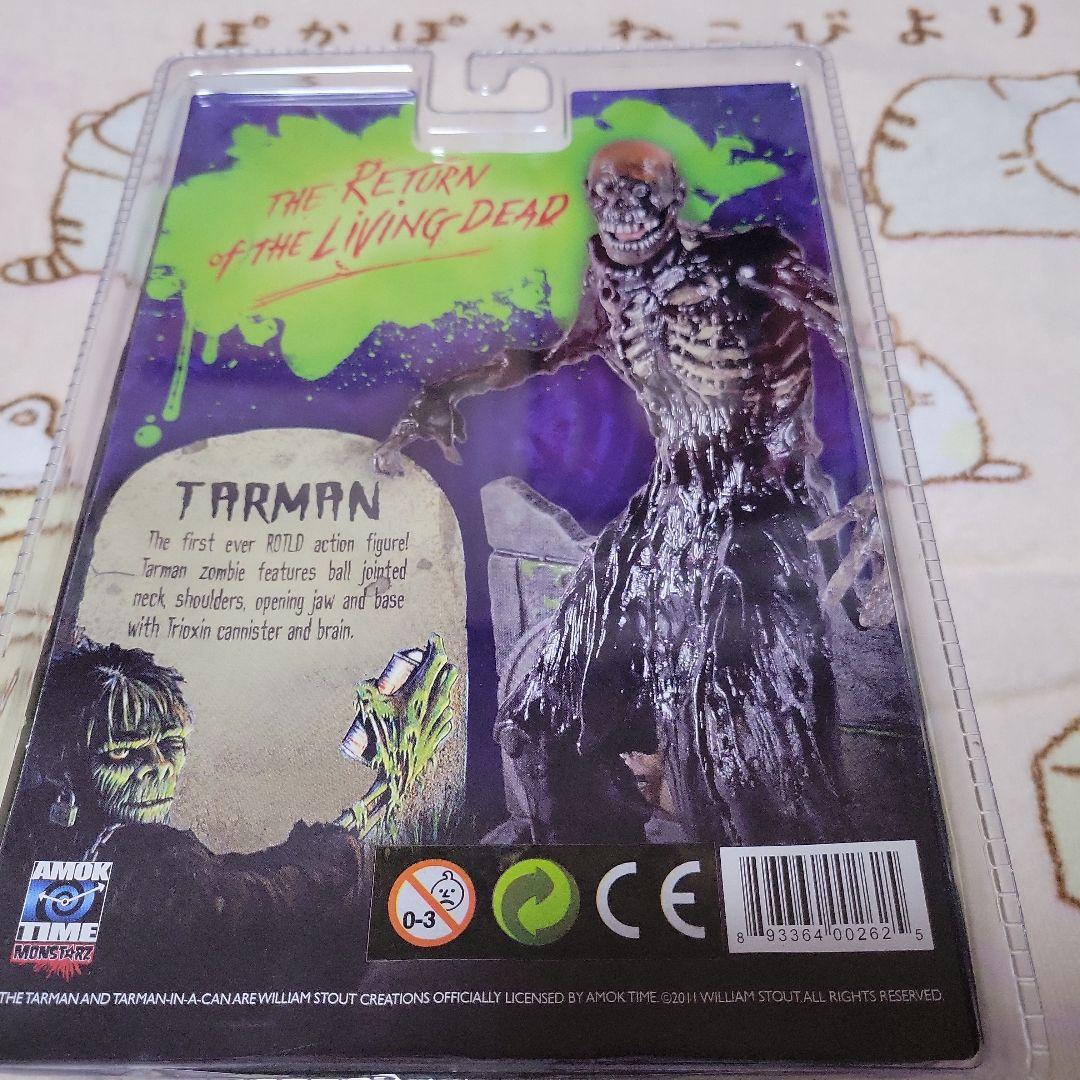 ぽかぽかねこびより
THE RETURN
of THE LiViNG DEAD
TARMAN
The first ever ROTLD action figure!
Tarman zombie features ball jointed
neck, shoulders, opening jaw and base
with Trioxin cannister and brain.
AMOK
TIME
MONSTARZ
0-3
CE
8 93364 00262 5
THE TARMAN AND TARMAN-IN-A-CAN ARE WILLIAM STOUT CREATIONS OFFICIALLY LICENSED BY AMOK TIME. ©2011 WILLIAM STOUT. ALL RIGHTS RESERVED.